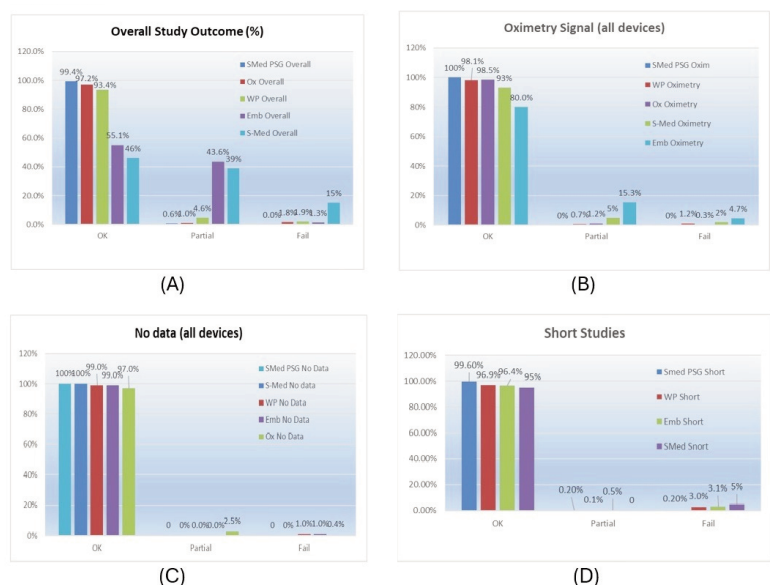 Overall Study Outcome (%)
120.0%
100.0%
80.0%
60.0%
40.0%
20.0%
0.0%
99.4%
97.2%
93.4%
55.1%
46%
0.6%
1.0%
4.6%
43.6%
39%
0.0%
1.8%
1.9%
1.3%
15%
OK
Partial
Fail
SMed PSG Overall
Ox Overall
WP Overall
Emb Overall
S-Med Overall
(A)
Oximetry Signal (all devices)
120%
100%
80%
60%
40%
20%
0%
100%
98.1%
98.5%
93%
80.0%
0%
0.7%
1.2%
5%
15.3%
0%
1.2%
0.3%
2%
4.7%
OK
Partial
Fail
SMed PSG Oxim
WP Oximetry
Ox Oximetry
S-Med Oximetry
Emb Oximetry
(B)
No data (all devices)
120%
100%
80%
60%
40%
20%
0%
100%
100%
99.0%
99.0%
97.0%
0
0%
0.0%
0.0%
2.5%
0
0%
1.0%
1.0%
0.4%
OK
Partial
Fail
SMed PSG No Data
S-Med No data
WP No Data
Emb No Data
Ox No Data
(C)
Short Studies
120.00%
100.00%
80.00%
60.00%
40.00%
20.00%
0.00%
99.60%
96.9%
96.4%
95%
0.20%
0.1%
0.5%
0
0.20%
3.0%
3.1%
5%
OK
Partial
Fail
Smed PSG Short
WP Short
Emb Short
SMed Snort
(D)